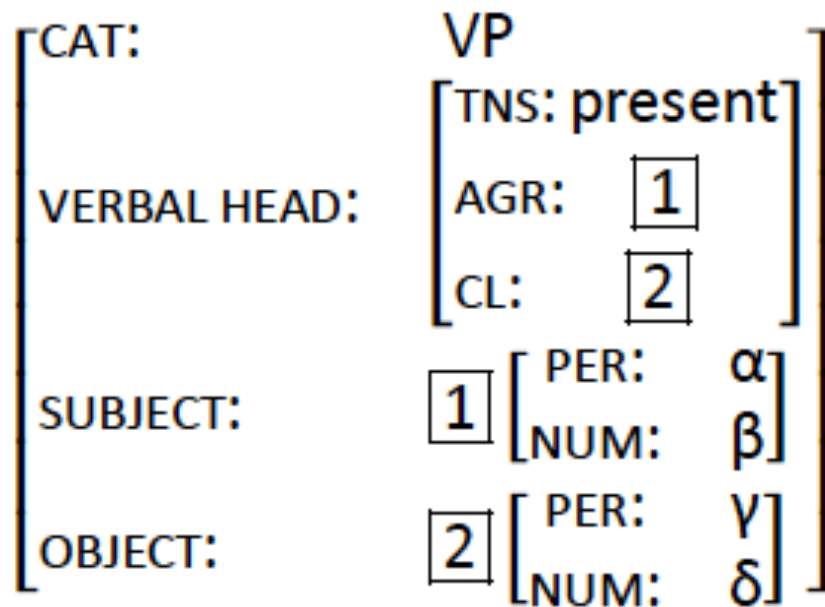 CAT: VP
TNS: present
VERBAL HEAD: AGR: 1
CL: 2
PER: α
SUBJECT: 1
NUM: β
PER: γ
OBJECT: 2
NUM: δ